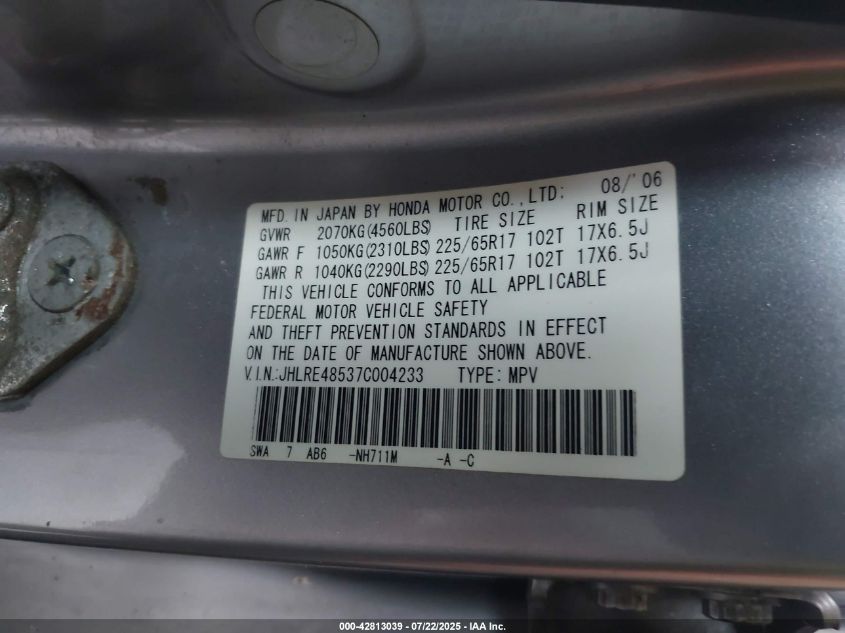 MFD. IN JAPAN BY HONDA MOTOR CO., LTD: 08/'06
GVWR 2070KG(4560LBS) TIRE SIZE RIM SIZE
GAWR F 1050KG(2310LBS) 225/65R17 102T 17X6.5J
GAWR R 1040KG(2290LBS) 225/65R17 102T 17X6.5J
THIS VEHICLE CONFORMS TO ALL APPLICABLE
FEDERAL MOTOR VEHICLE SAFETY
AND THEFT PREVENTION STANDARDS IN EFFECT
ON THE DATE OF MANUFACTURE SHOWN ABOVE.
V.I.N.:JHLRE48537C004233 TYPE: MPV
SWA 7 AB6 -NH711M -A -C
000-42813039 - 07/22/2025 - IAA Inc.